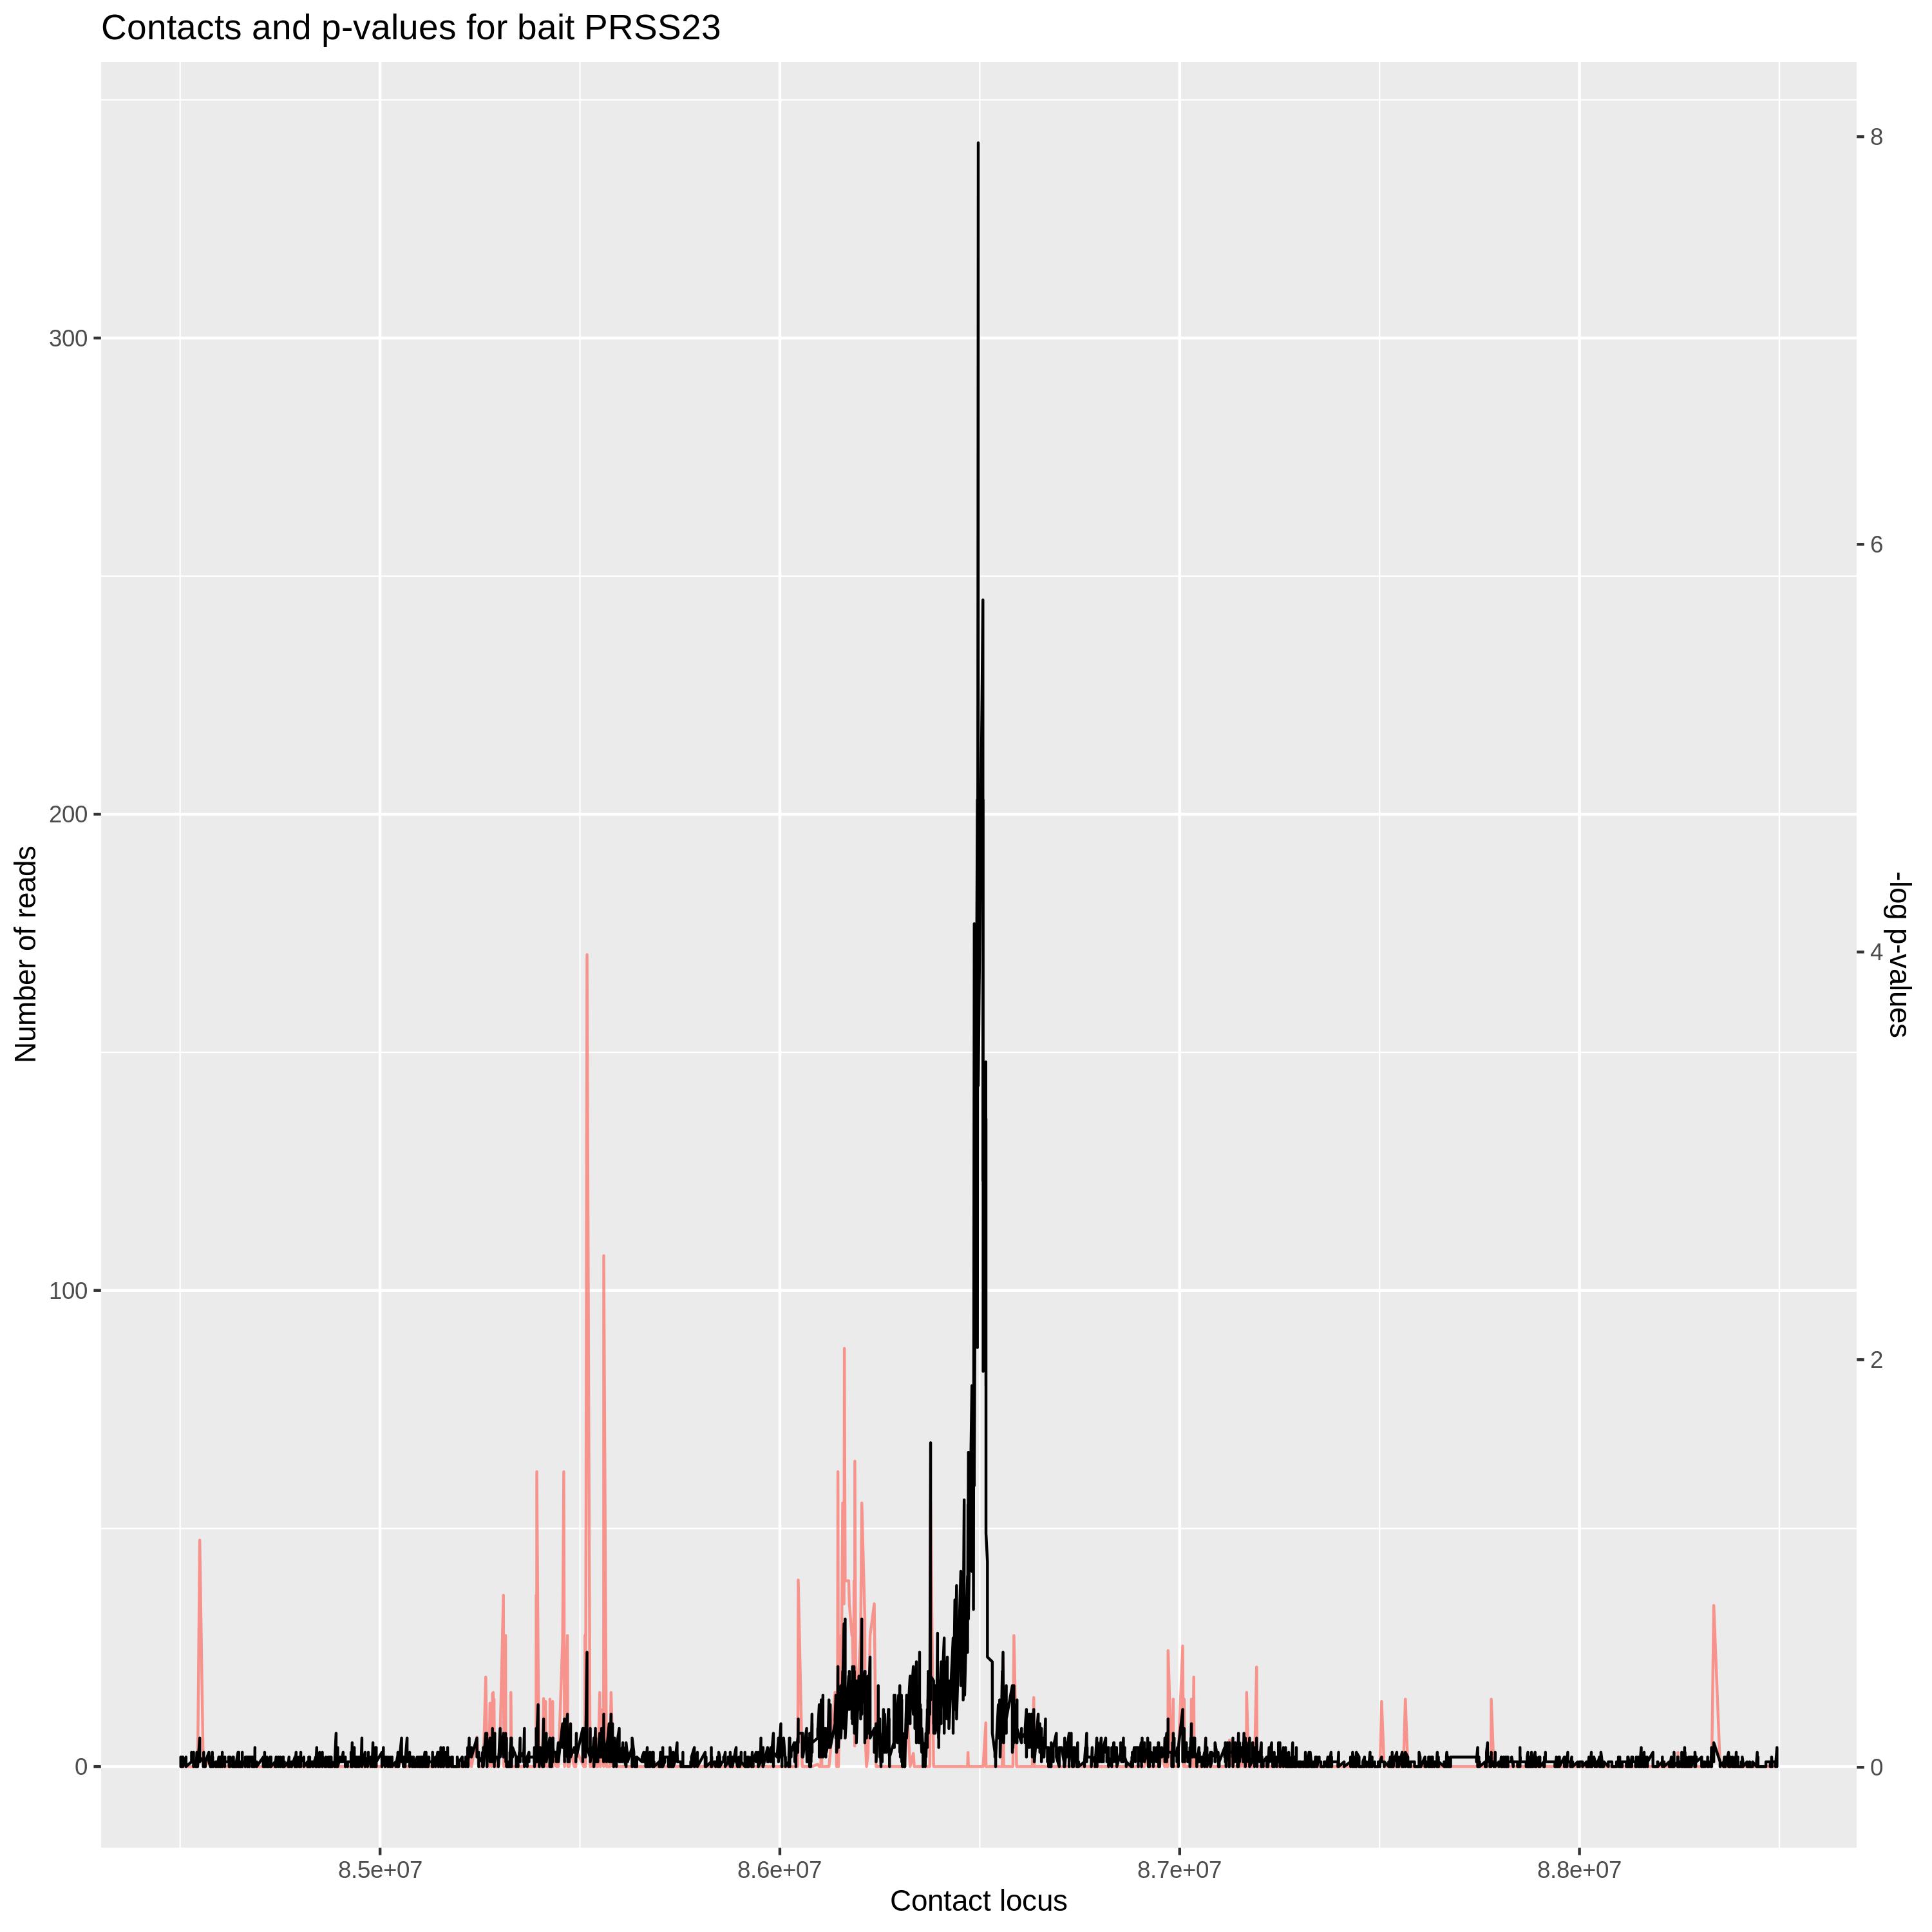 Contacts and p-values for bait PRSS23
Number of reads
300
200
100
0
8
6
4
2
0
-log p-values
8.5e+07
8.6e+07
8.7e+07
8.8e+07
Contact locus